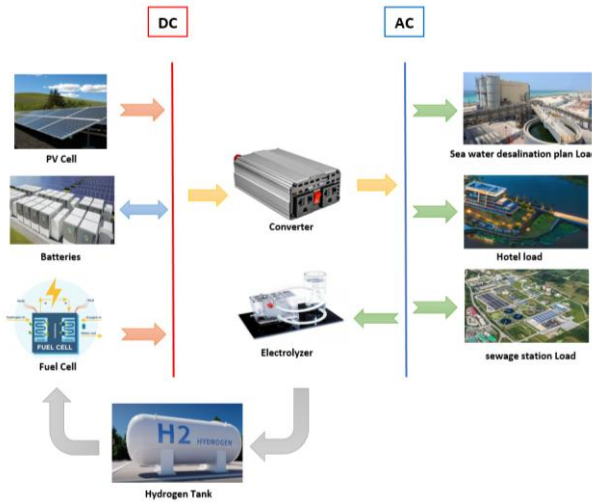 DC
AC
PV Cell
Sea water desalination plan Load
Batteries
Converter
Hotel load
FUEL CELL
Fuel Cell
Electrolyzer
sewage station Load
H2 HYDROGEN
Hydrogen Tank